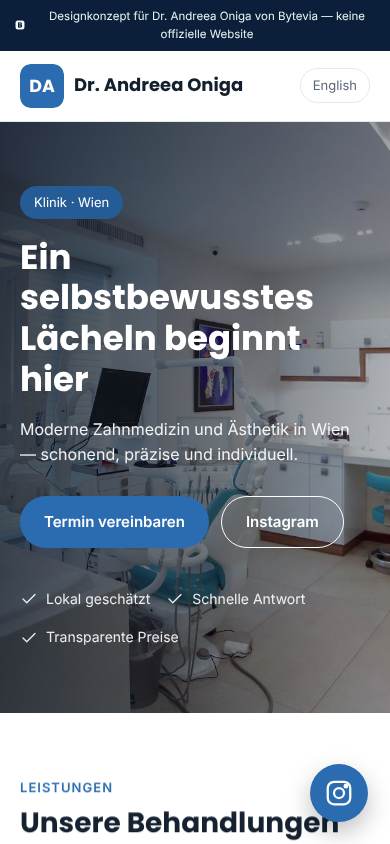 Designkonzept für Dr. Andreea Oniga von Bytevia — keine
offizielle Website
B
DA
Dr. Andreea Oniga
English
Klinik · Wien
Ein
selbstbewusstes
Lächeln beginnt
hier
Moderne Zahnmedizin und Ästhetik in Wien
— schonend, präzise und individuell.
Termin vereinbaren
Instagram
Lokal geschätzt
Schnelle Antwort
Transparente Preise
LEISTUNGEN
Unsere Behandlungen